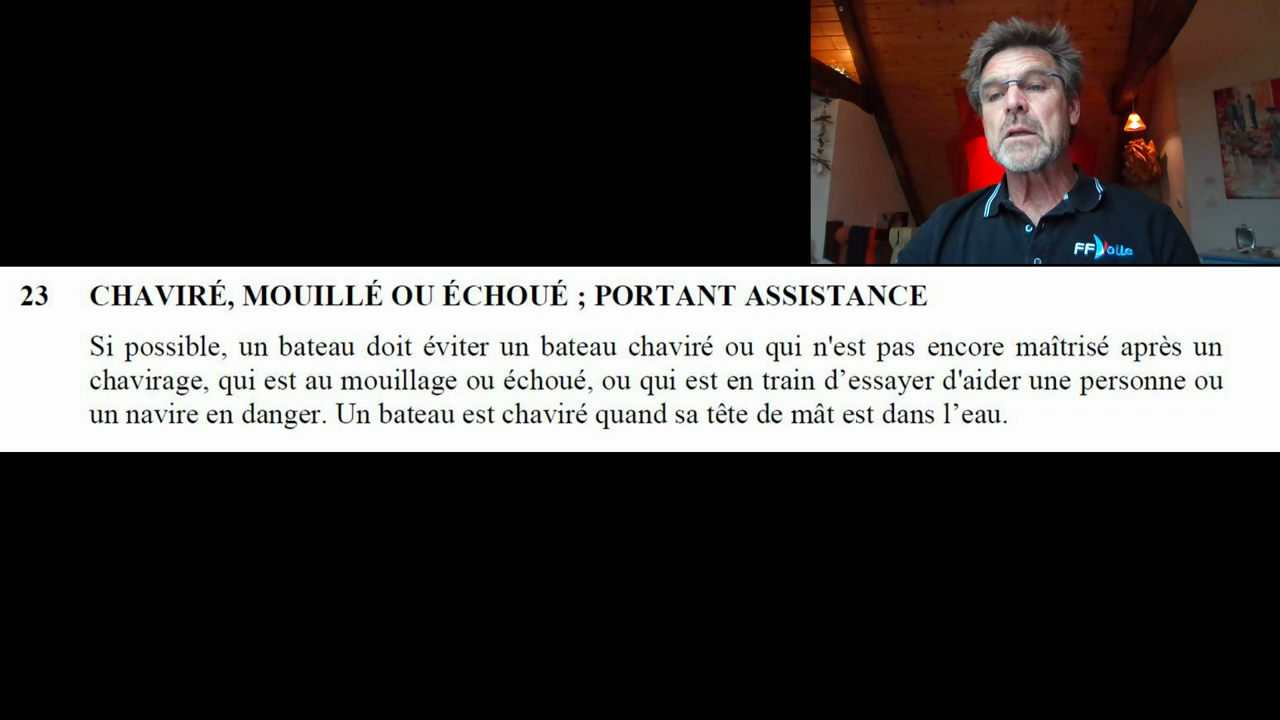 FFVoile
23 CHAVIRÉ, MOUILLÉ OU ÉCHOUÉ ; PORTANT ASSISTANCE
Si possible, un bateau doit éviter un bateau chaviré ou qui n'est pas encore maîtrisé après un
chavirage, qui est au mouillage ou échoué, ou qui est en train d’essayer d'aider une personne ou
un navire en danger. Un bateau est chaviré quand sa tête de mât est dans l’eau.